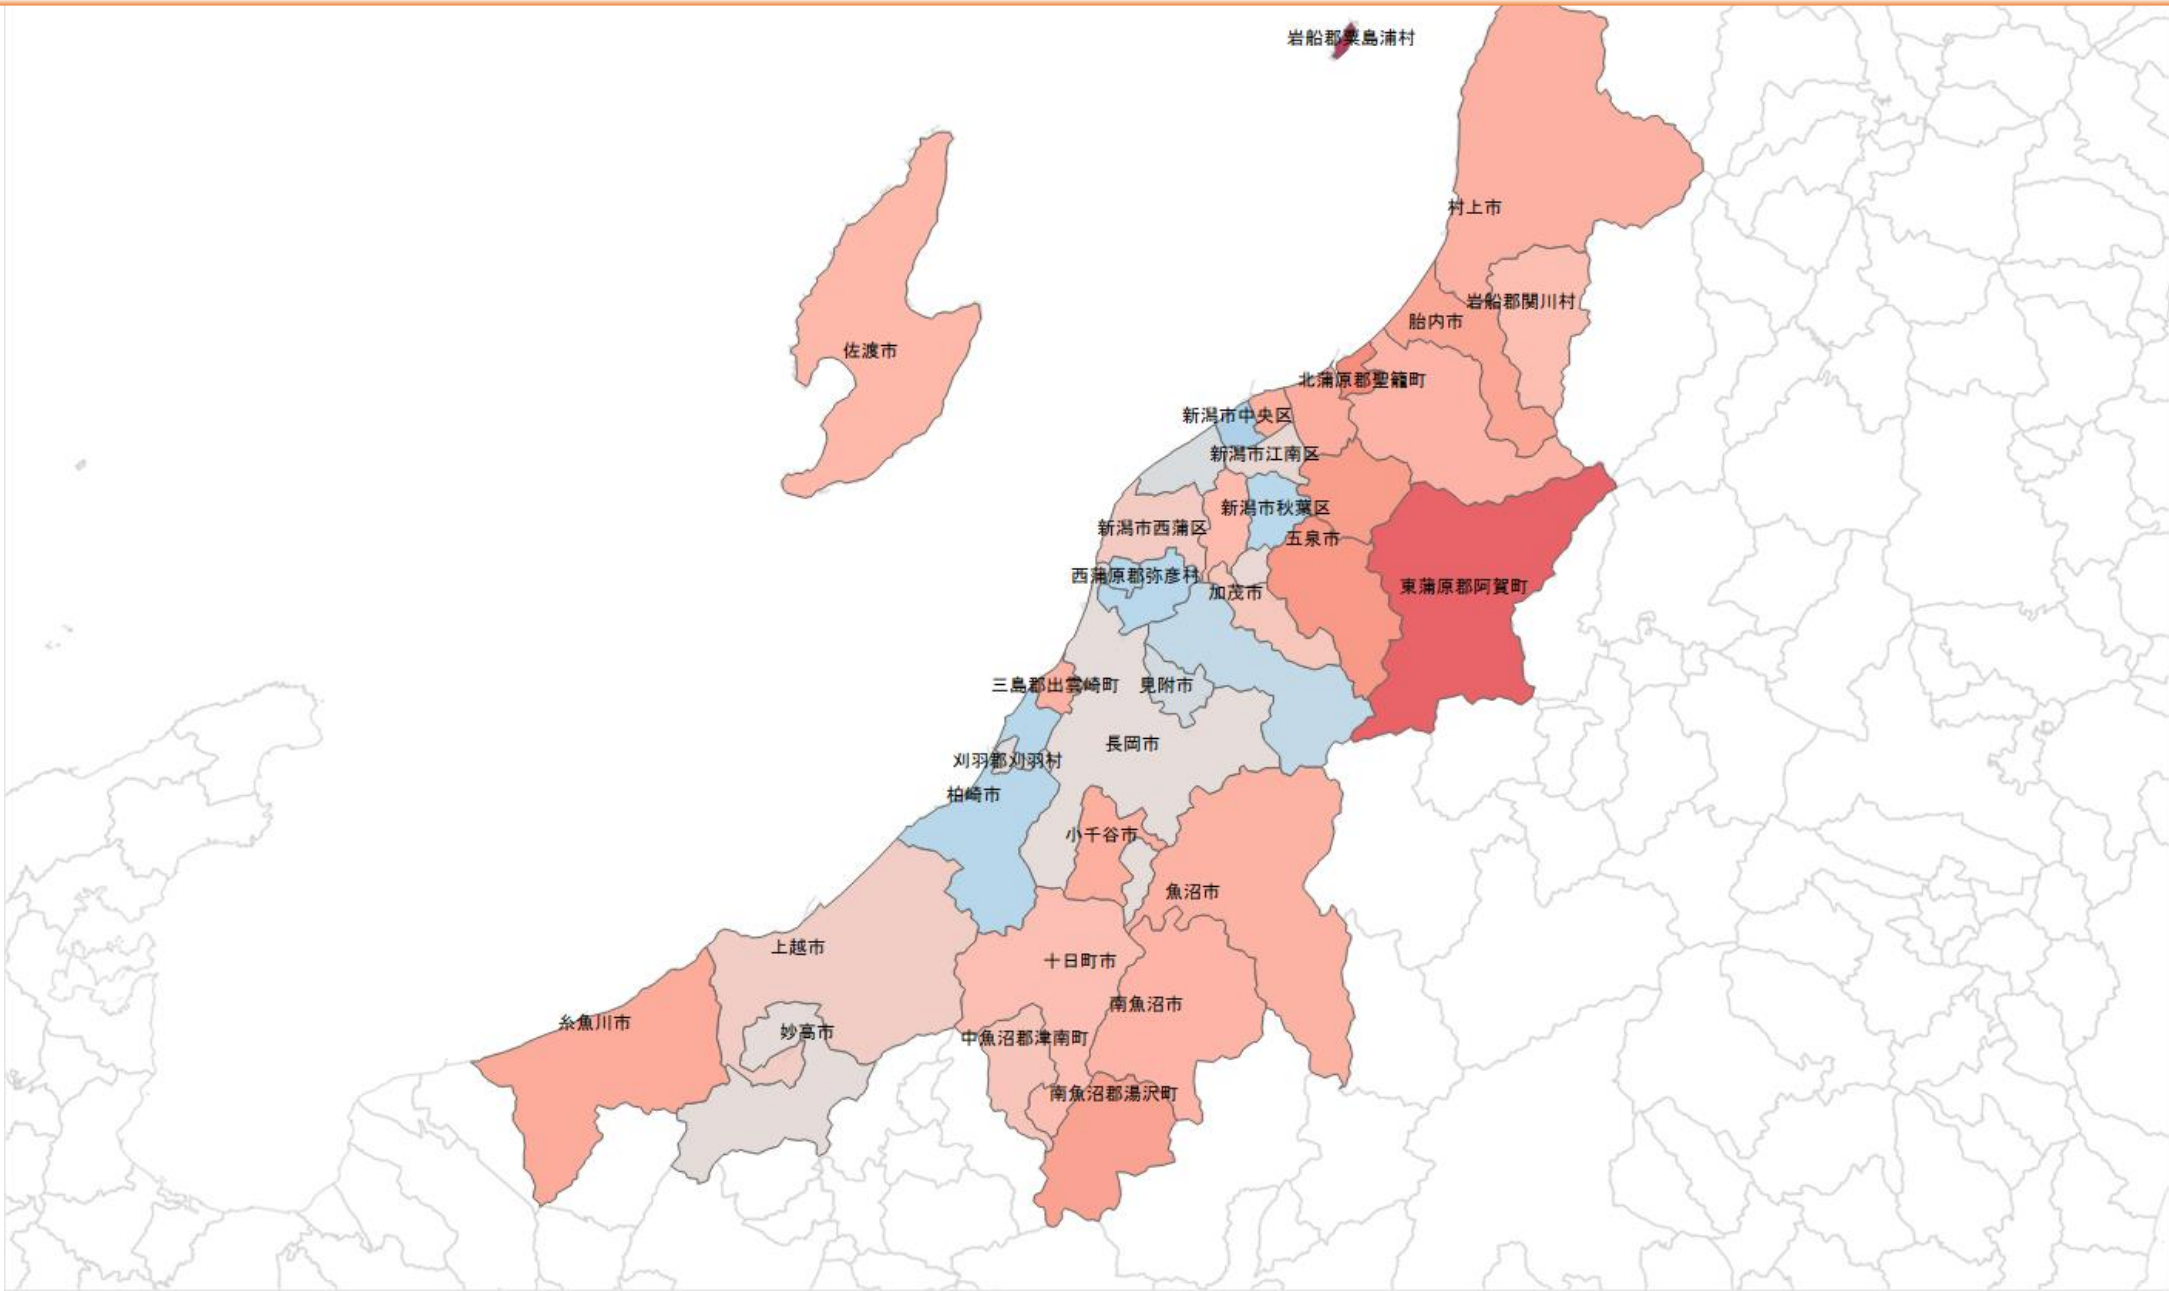 岩船郡粟島浦村
村上市
岩船郡関川村
胎内市
佐渡市
北蒲原郡聖籠町
新潟市中央区
新潟市江南区
新潟市秋葉区
新潟市西蒲区
五泉市
西蒲原郡弥彦村
東蒲原郡阿賀町
加茂市
三島郡出雲崎町
見附市
長岡市
刈羽郡刈羽村
柏崎市
小千谷市
魚沼市
上越市
十日町市
南魚沼市
糸魚川市
妙高市
中魚沼郡津南町
南魚沼郡湯沢町